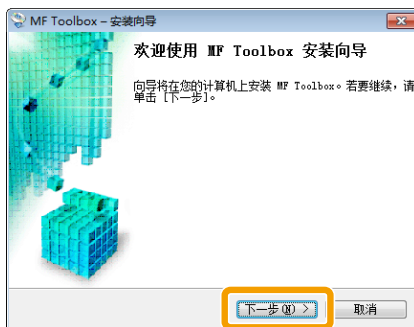 MF Toolbox – 安装向导
欢迎使用 MF Toolbox 安装向导
向导将在您的计算机上安装 MF Toolbox。若要继续，请
单击 [下一步]。
下一步(N) >
取消